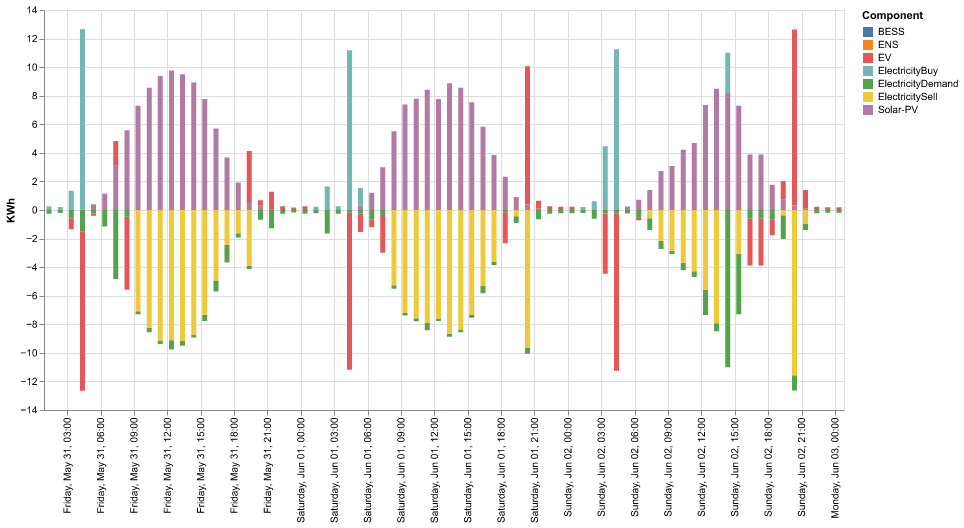 Component
BESS
ENS
EV
ElectricityBuy
ElectricityDemand
ElectricitySell
Solar-PV
KWh
14
12
10
8
6
4
2
0
−2
−4
−6
−8
−10
−12
−14
Friday, May 31, 03:00
Friday, May 31, 06:00
Friday, May 31, 09:00
Friday, May 31, 12:00
Friday, May 31, 15:00
Friday, May 31, 18:00
Friday, May 31, 21:00
Saturday, Jun 01, 00:00
Saturday, Jun 01, 03:00
Saturday, Jun 01, 06:00
Saturday, Jun 01, 09:00
Saturday, Jun 01, 12:00
Saturday, Jun 01, 15:00
Saturday, Jun 01, 18:00
Saturday, Jun 01, 21:00
Sunday, Jun 02, 00:00
Sunday, Jun 02, 03:00
Sunday, Jun 02, 06:00
Sunday, Jun 02, 09:00
Sunday, Jun 02, 12:00
Sunday, Jun 02, 15:00
Sunday, Jun 02, 18:00
Sunday, Jun 02, 21:00
Monday, Jun 03, 00:00